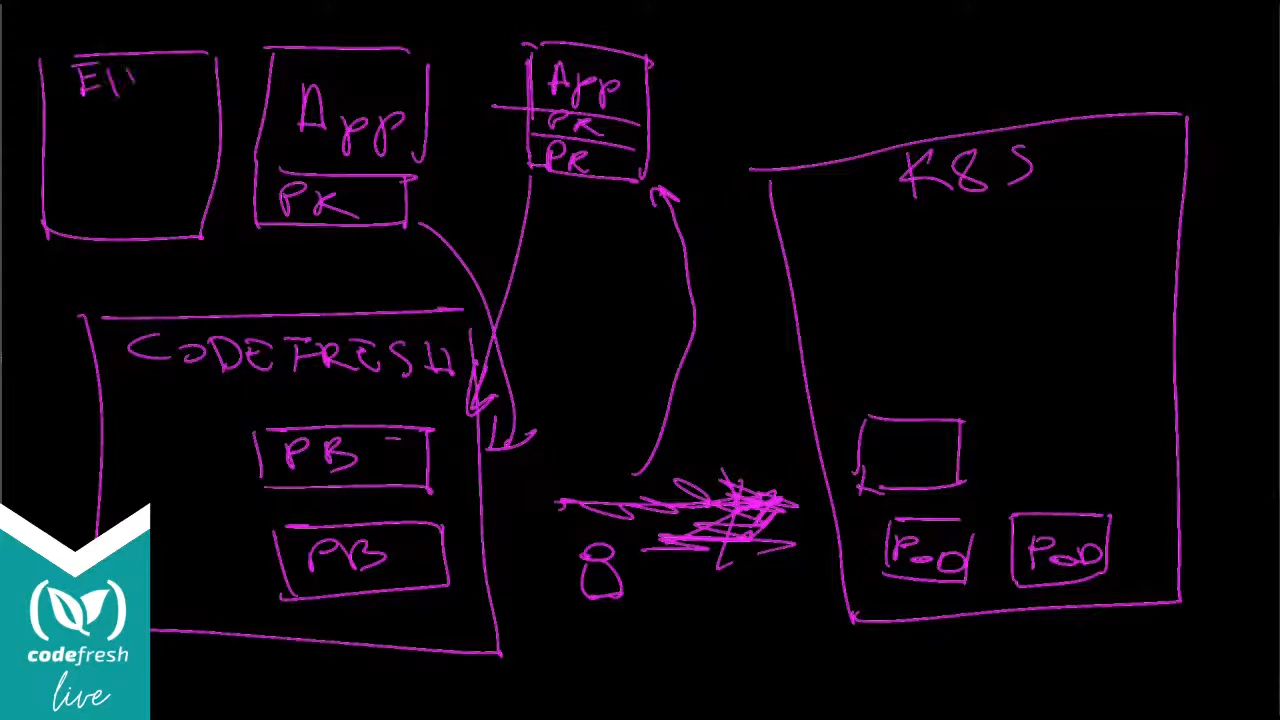 App
PR
App
PR
PR
K8S
CODEFRESH
PB
PB
POD
POD
codefresh
live